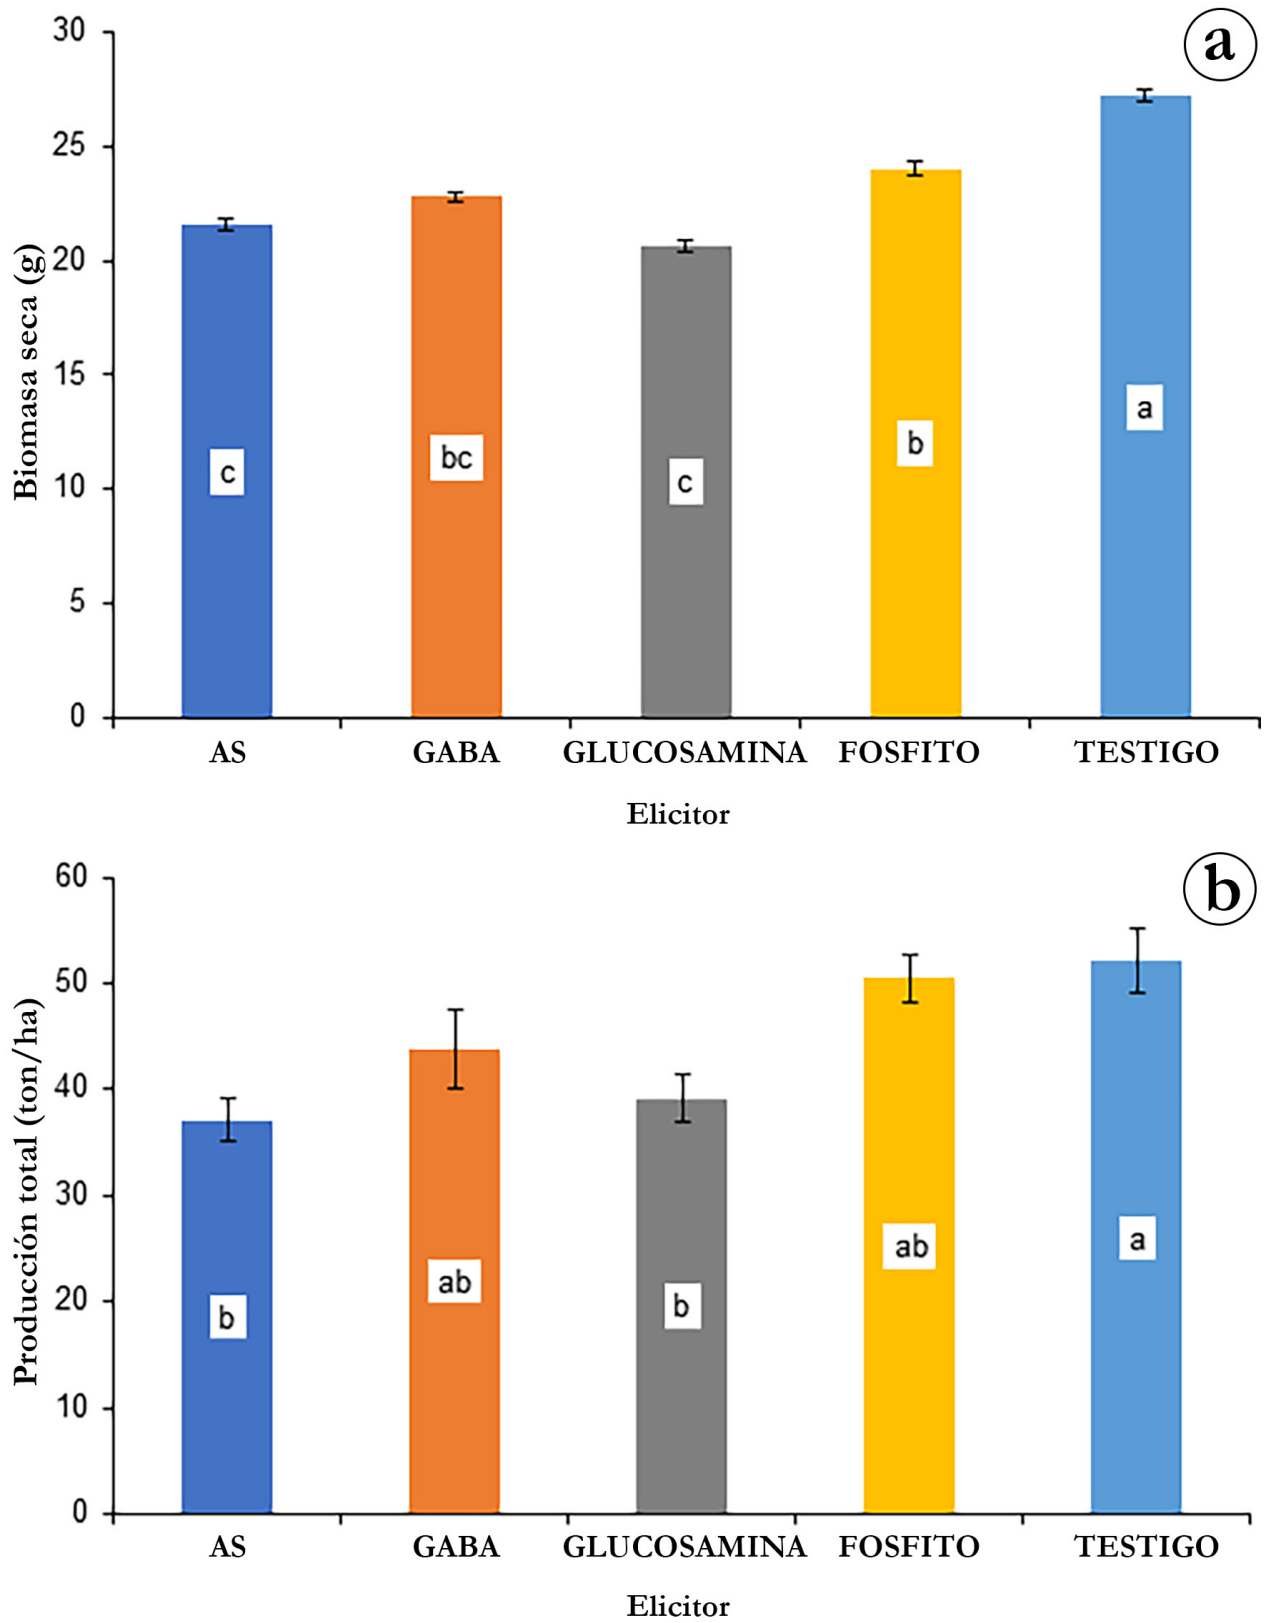 a
30
25
20
15
10
5
0
Biomasa seca (g)
c
bc
c
b
a
AS GABA GLUCOSAMINA FOSFITO TESTIGO
Elicitor
b
60
50
40
30
20
10
0
Producción total (ton/ha)
b
ab
b
ab
a
AS GABA GLUCOSAMINA FOSFITO TESTIGO
Elicitor